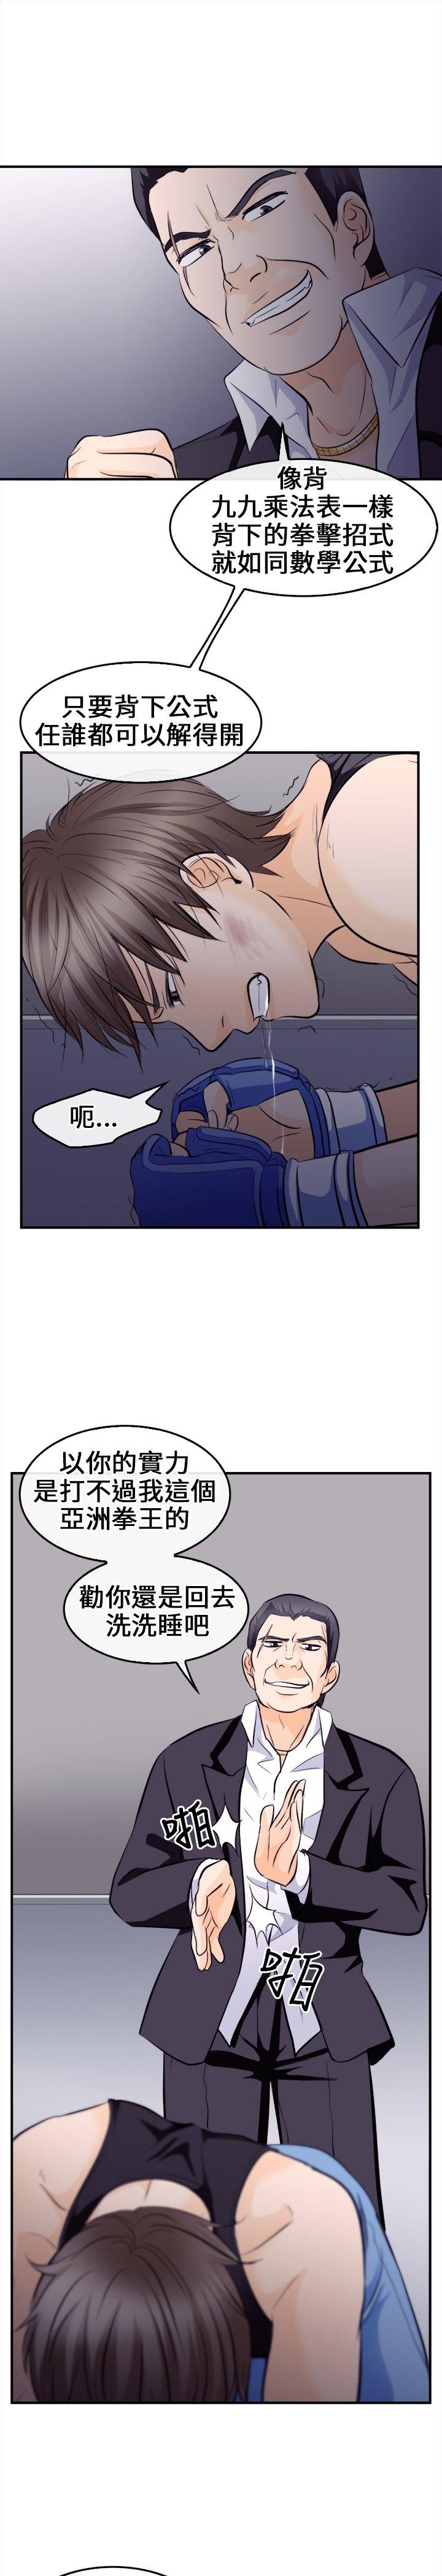 像背
九九乘法表一樣
背下的拳擊招式
就如同數學公式
只要背下公式
任誰都可以解得開
呃...
以你的實力
是打不過我這個
亞洲拳王的
勸你還是回去
洗洗睡吧
啪
啪